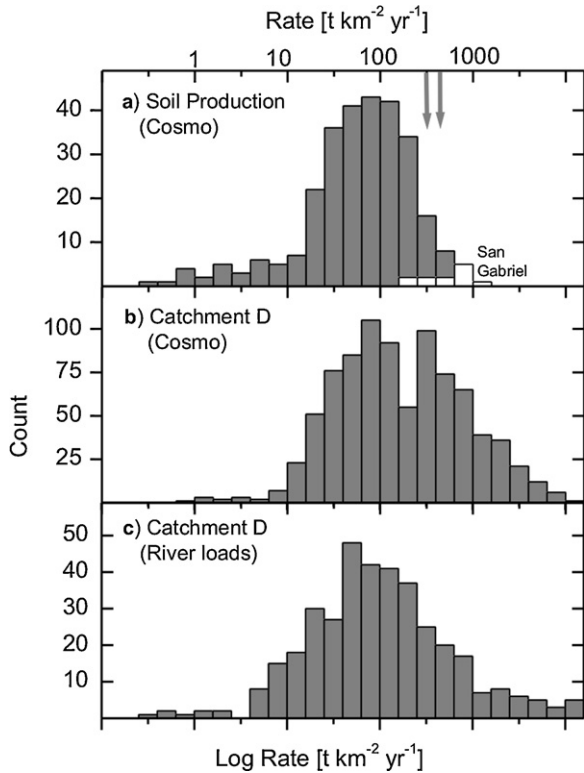 Rate [t km-2 yr-1]
1 10 100 1000
a) Soil Production
(Cosmo)
40
30
20
10
San
Gabriel
b) Catchment D
(Cosmo)
100
75
50
25
Count
c) Catchment D
(River loads)
50
40
30
20
10
Log Rate [t km-2 yr-1]